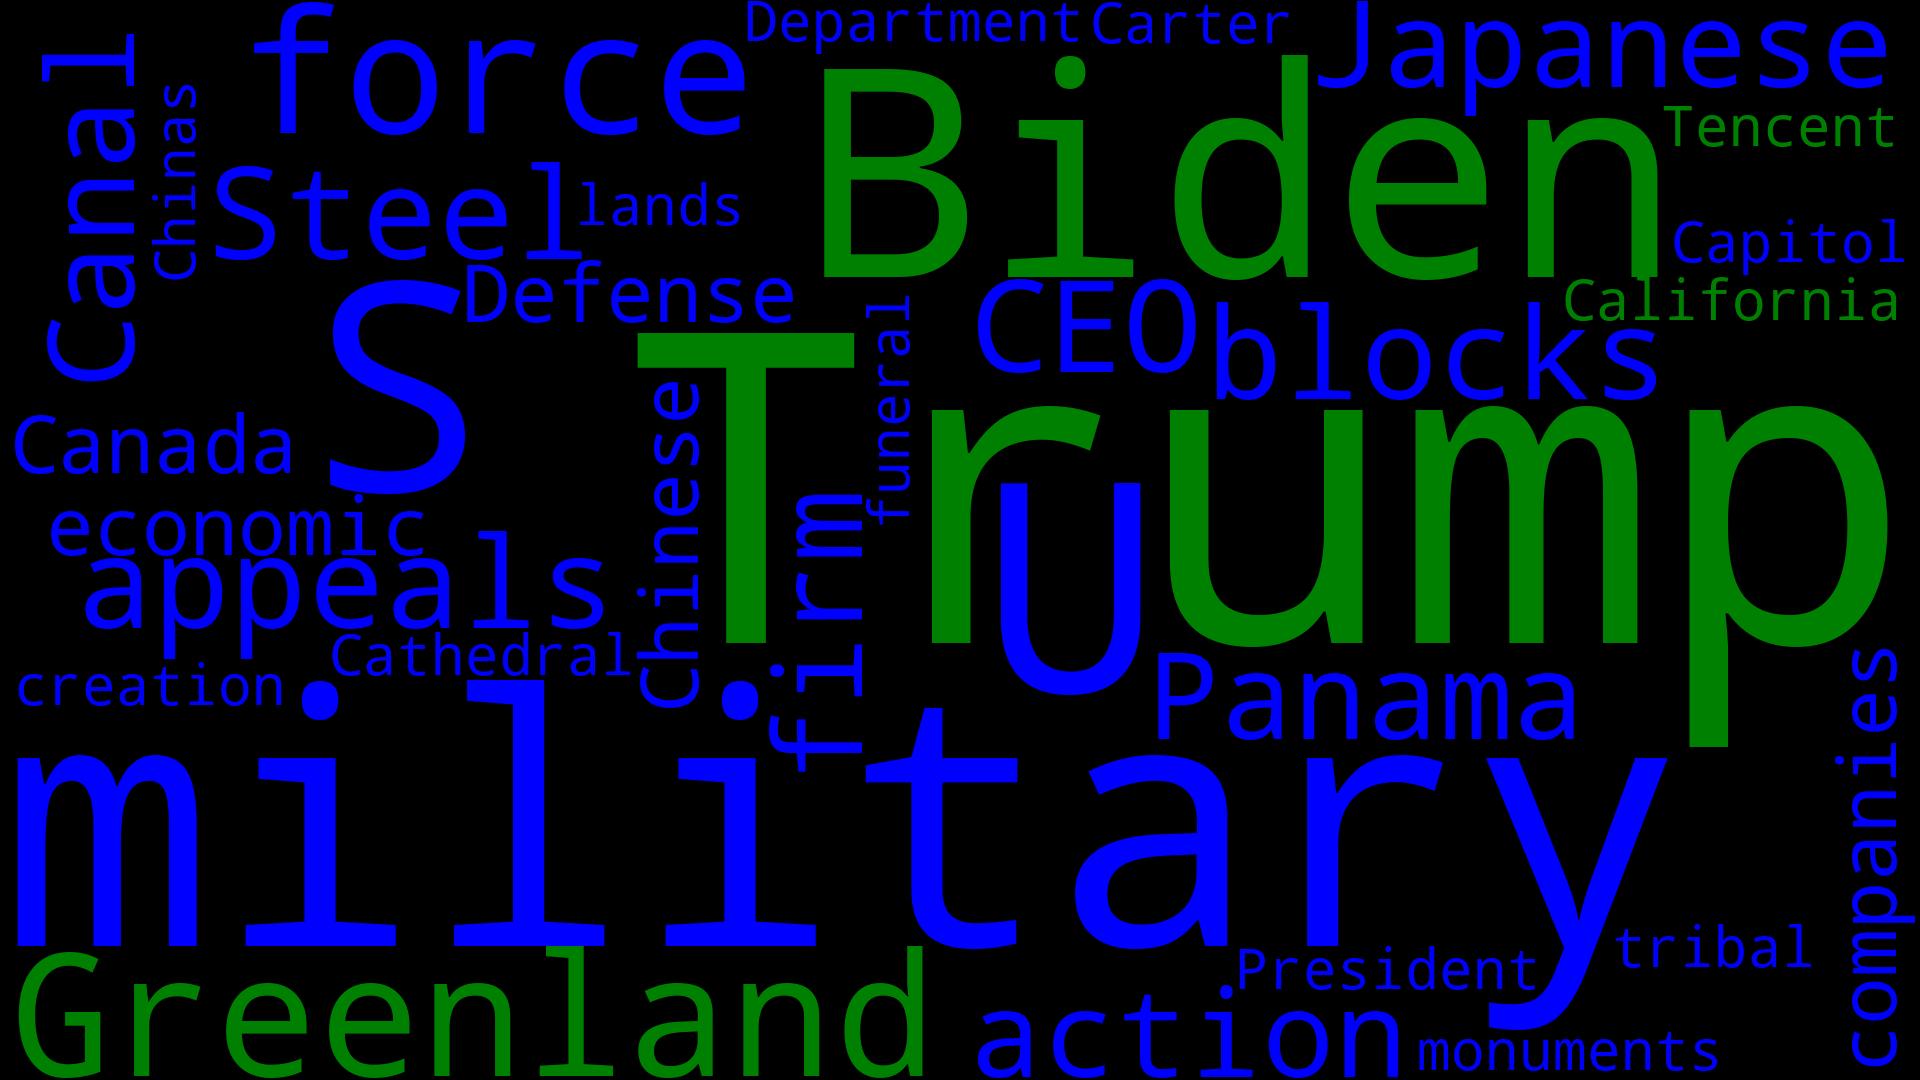 Department
Carter
Japanese
force
Canal
Chinas
Biden
Tencent
Steel
lands
Capitol
Defense
S
CEO
blocks
California
funeral
Trump
Chinese
Canada
U
firm
economic
appeals
Cathedral
creation
Panama
companies
military
Greenland
President
tribal
action
monuments